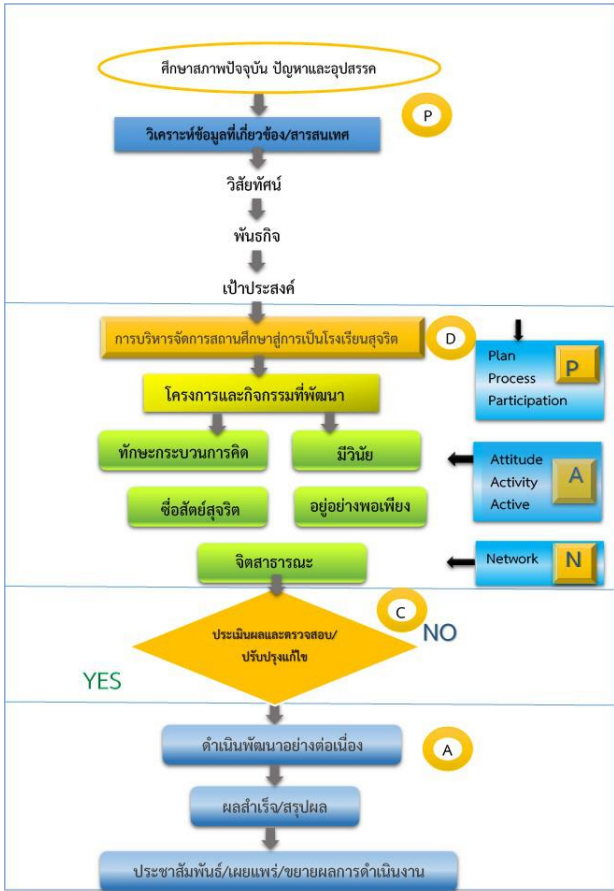 ศึกษาสภาพปัจจุบัน ปัญหาและอุปสรรค
P
วิเคราะห์ข้อมูลที่เกี่ยวข้อง/สารสนเทศ
วิสัยทัศน์
พันธกิจ
เป้าประสงค์
การบริหารจัดการสถานศึกษาสู่การเป็นโรงเรียนสุจริต
D
Plan
Process
Participation
P
โครงการและกิจกรรมที่พัฒนา
ทักษะกระบวนการคิด
มีวินัย
Attitude
Activity
Active
A
ซื่อสัตย์สุจริต
อยู่อย่างพอเพียง
จิตสาธารณะ
Network
N
C
ประเมินผลและตรวจสอบ/
ปรับปรุงแก้ไข
NO
YES
ดำเนินพัฒนาอย่างต่อเนื่อง
A
ผลสำเร็จ/สรุปผล
ประชาสัมพันธ์/เผยแพร่/ขยายผลการดำเนินงาน